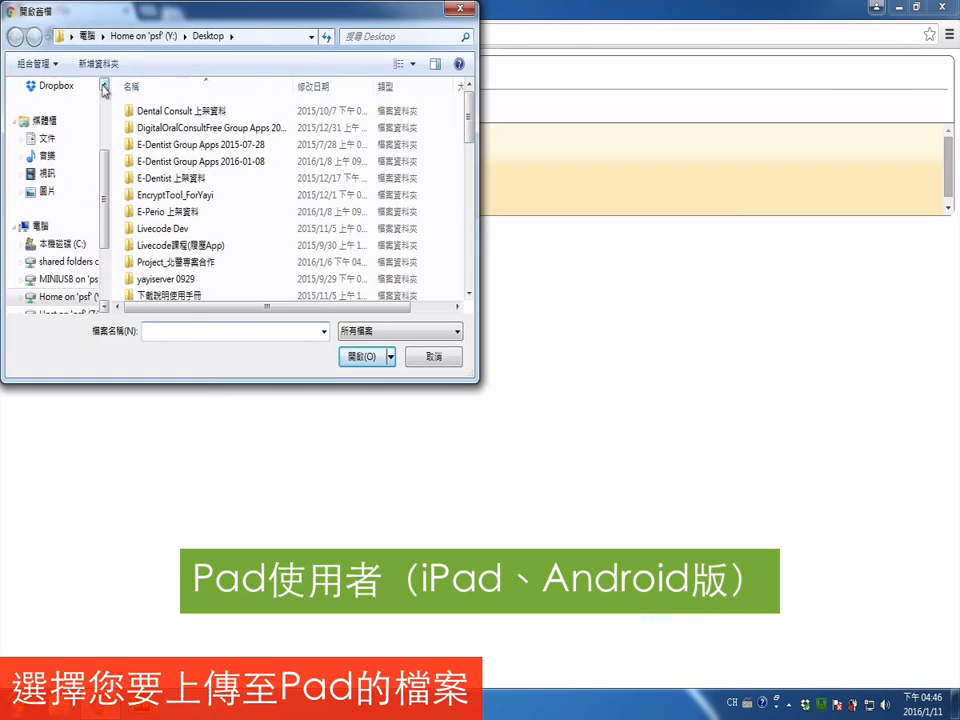 開啟舊檔
電腦 ▸ Home on 'psf' (Y:) ▸ Desktop ▸
搜尋 Desktop
組合管理 ▾ 新增資料夾
Dropbox
媒體櫃
文件
音樂
視訊
圖片
電腦
本機磁碟 (C:)
shared folders c
MINIUSB on 'ps
Home on 'psf' (Y
名稱 修改日期 類型
Dental Consult 上架資料 2015/10/7 下午 0... 檔案資料夾
DigitalOralConsultFree Group Apps 20... 2015/12/31 上午 ... 檔案資料夾
E-Dentist Group Apps 2015-07-28 2015/7/28 下午 0... 檔案資料夾
E-Dentist Group Apps 2016-01-08 2016/1/8 上午 09... 檔案資料夾
E-Dentist 上架資料 2015/12/17 下午 ... 檔案資料夾
EncryptTool_ForYayi 2015/12/1 下午 0... 檔案資料夾
E-Perio 上架資料 2016/1/8 上午 09... 檔案資料夾
Livecode Dev 2015/11/5 上午 0... 檔案資料夾
Livecode課程(履歷App) 2015/9/30 上午 1... 檔案資料夾
Project_北醫專案合作 2016/1/6 下午 04... 檔案資料夾
yayiserver 0929 2015/9/29 下午 0... 檔案資料夾
下載說明使用手冊 2015/11/5 上午 1... 檔案資料夾
檔案名稱(N): 所有檔案
開啟(O) 取消
Pad使用者（iPad、Android版）
選擇您要上傳至Pad的檔案
CH
下午 04:46
2016/1/11